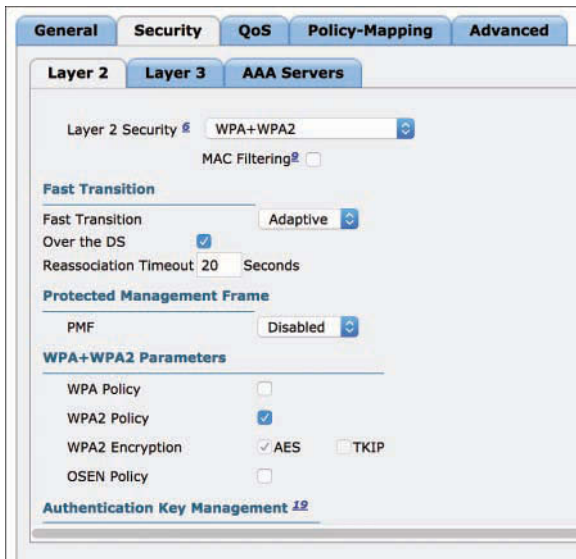 General Security QoS Policy-Mapping Advanced
Layer 2 Layer 3 AAA Servers
Layer 2 Security 6 WPA+WPA2
MAC Filtering9
Fast Transition
Fast Transition Adaptive
Over the DS
Reassociation Timeout 20 Seconds
Protected Management Frame
PMF Disabled
WPA+WPA2 Parameters
WPA Policy
WPA2 Policy
WPA2 Encryption AES TKIP
OSEN Policy
Authentication Key Management 19